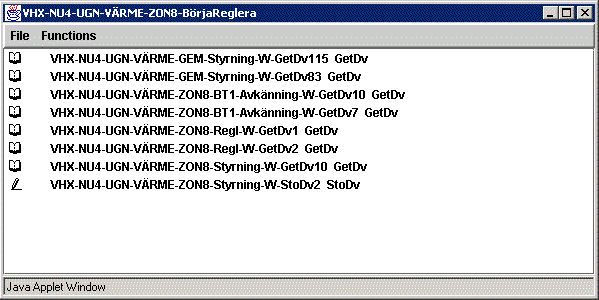 VHX-NU4-UGN-VÄRME-ZON8-BörjaReglera
File Functions
VHX-NU4-UGN-VÄRME-GEM-Styrning-W-GetDv115 GetDv
VHX-NU4-UGN-VÄRME-GEM-Styrning-W-GetDv83 GetDv
VHX-NU4-UGN-VÄRME-ZON8-BT1-Avkänning-W-GetDv10 GetDv
VHX-NU4-UGN-VÄRME-ZON8-BT1-Avkänning-W-GetDv7 GetDv
VHX-NU4-UGN-VÄRME-ZON8-Regl-W-GetDv1 GetDv
VHX-NU4-UGN-VÄRME-ZON8-Regl-W-GetDv2 GetDv
VHX-NU4-UGN-VÄRME-ZON8-Styrning-W-GetDv10 GetDv
VHX-NU4-UGN-VÄRME-ZON8-Styrning-W-StoDv2 StoDv
Java Applet Window